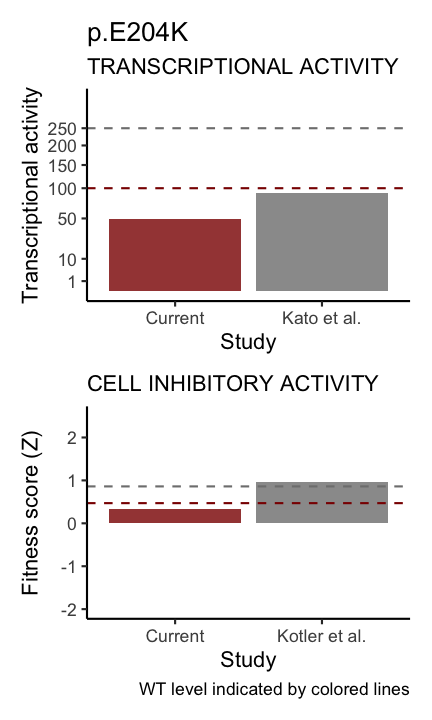 p.E204K
TRANSCRIPTIONAL ACTIVITY
Transcriptional activity
250
200
150
100
50
10
1
Current
Kato et al.
Study
CELL INHIBITORY ACTIVITY
Fitness score (Z)
2
1
0
-1
-2
Current
Kotler et al.
Study
WT level indicated by colored lines